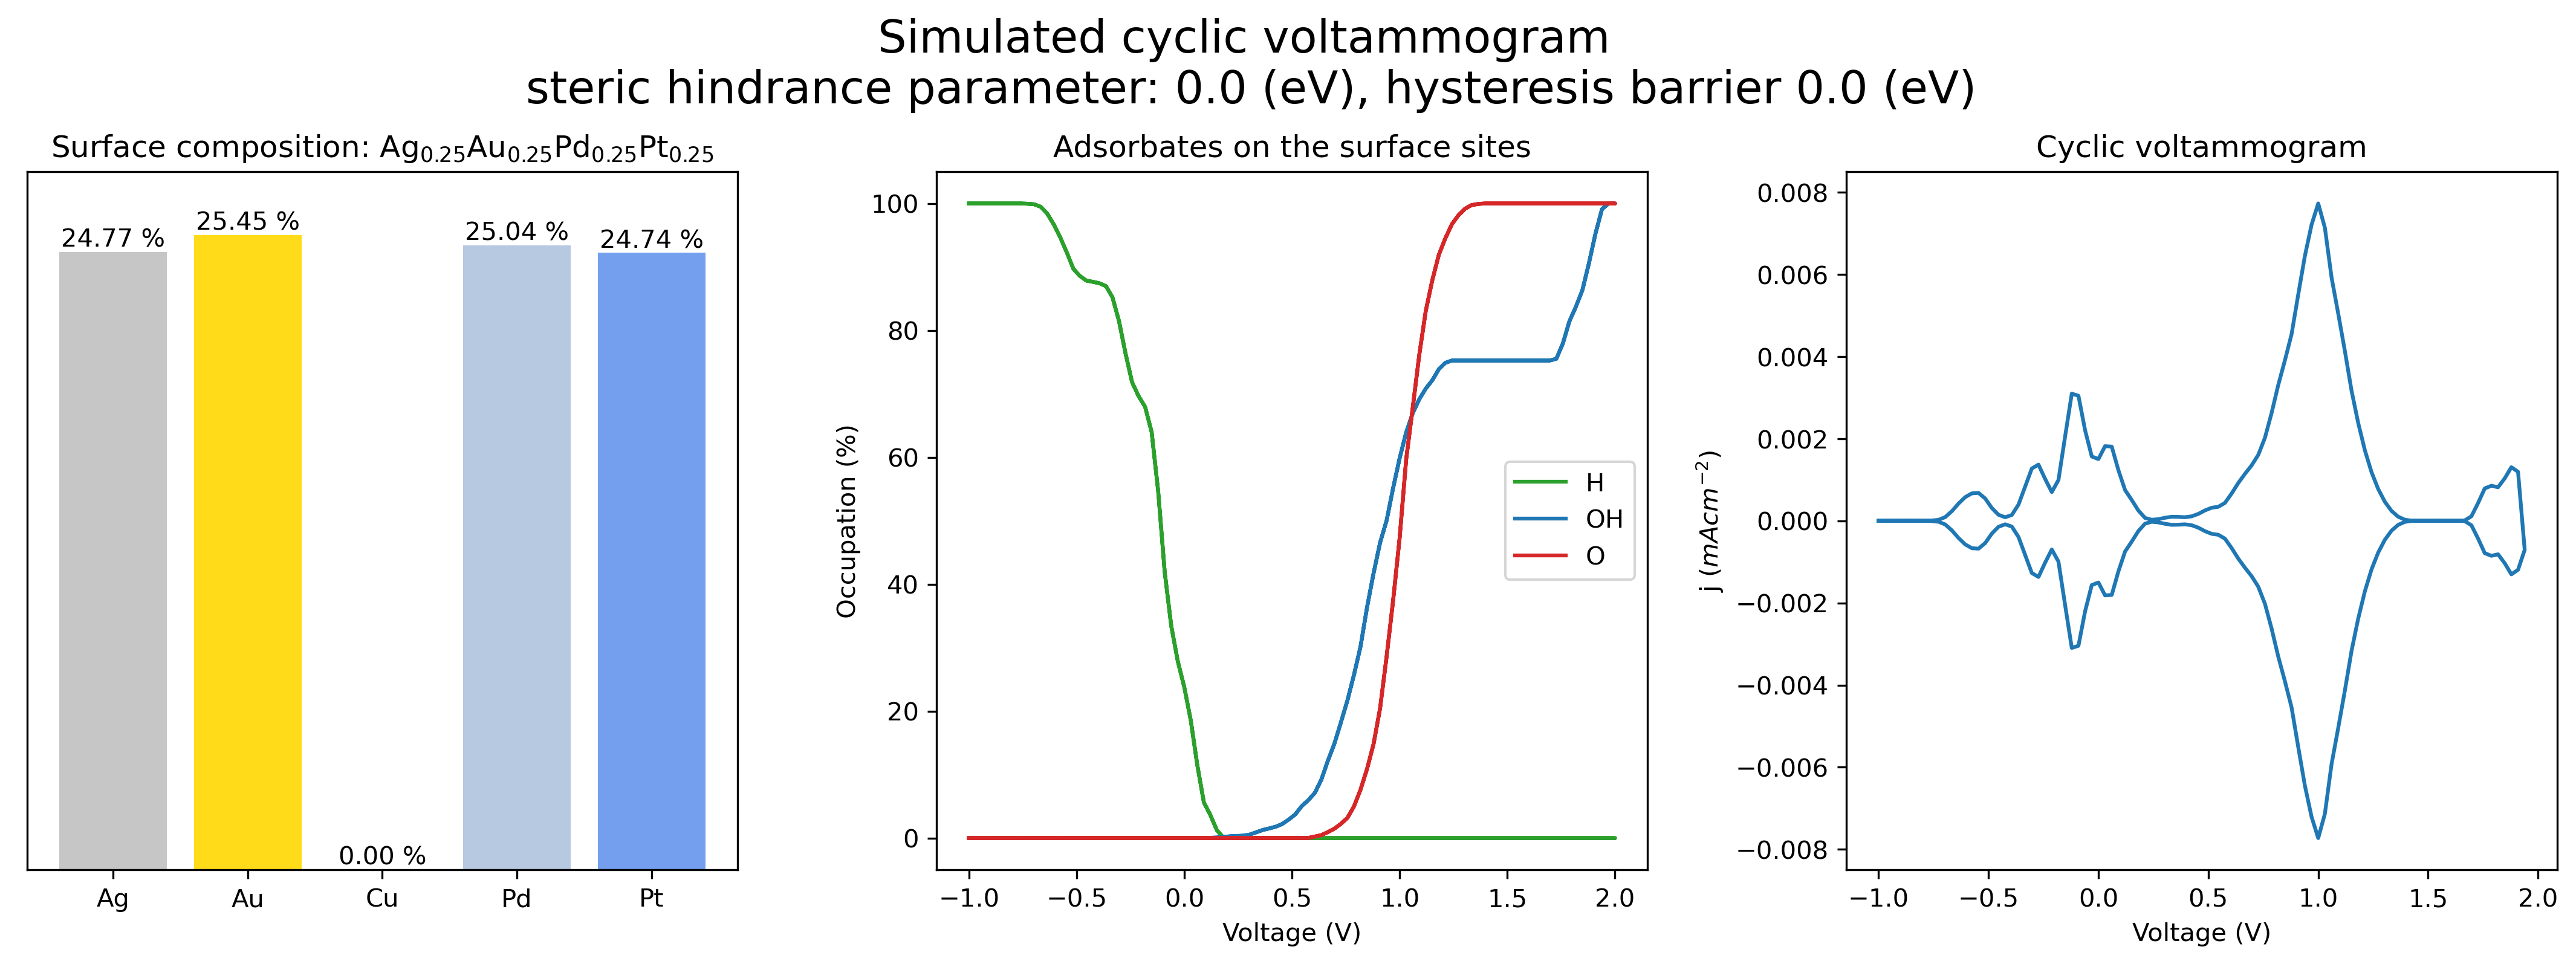 Simulated cyclic voltammogram
steric hindrance parameter: 0.0 (eV), hysteresis barrier 0.0 (eV)
Surface composition: Ag0.25Au0.25Pd0.25Pt0.25
24.77 %
25.45 %
0.00 %
25.04 %
24.74 %
Ag
Au
Cu
Pd
Pt
Adsorbates on the surface sites
Occupation (%)
100
80
60
40
20
0
H
OH
O
−1.0
−0.5
0.0
0.5
1.0
1.5
2.0
Voltage (V)
Cyclic voltammogram
j (mAcm−2)
0.008
0.006
0.004
0.002
0.000
−0.002
−0.004
−0.006
−0.008
−1.0
−0.5
0.0
0.5
1.0
1.5
2.0
Voltage (V)